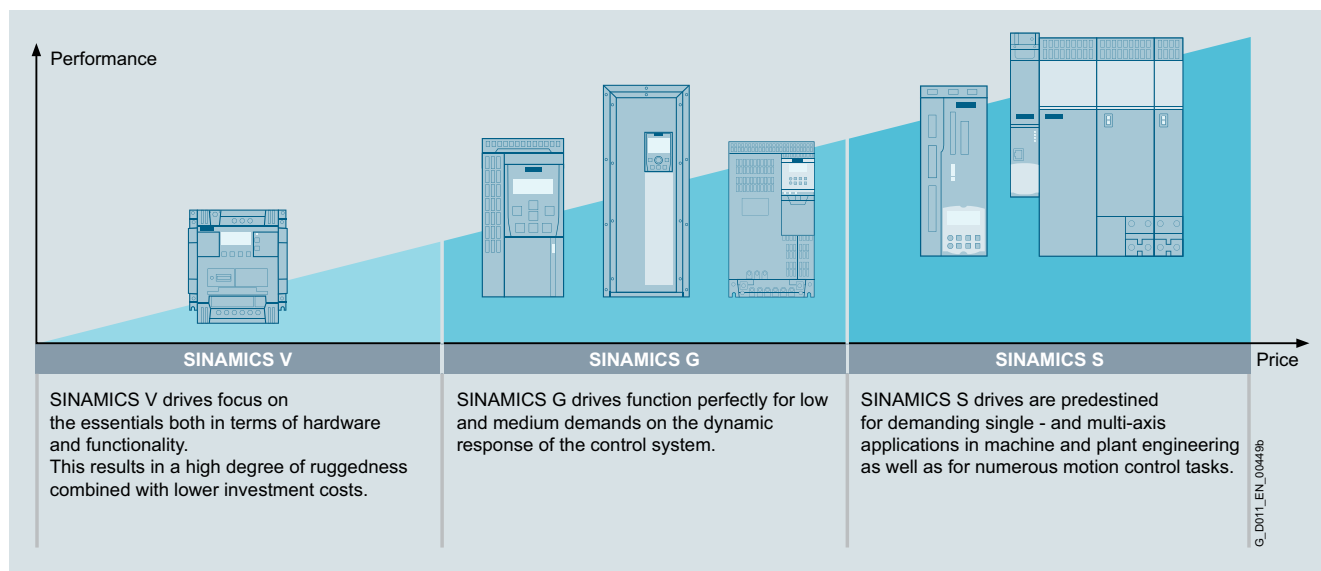 Performance
SINAMICS V
SINAMICS G
SINAMICS S
Price
SINAMICS V drives focus on
the essentials both in terms of hardware
and functionality.
This results in a high degree of ruggedness
combined with lower investment costs.
SINAMICS G drives function perfectly for low
and medium demands on the dynamic
response of the control system.
SINAMICS S drives are predestined
for demanding single - and multi-axis
applications in machine and plant engineering
as well as for numerous motion control tasks.
G_D011_EN_00449b